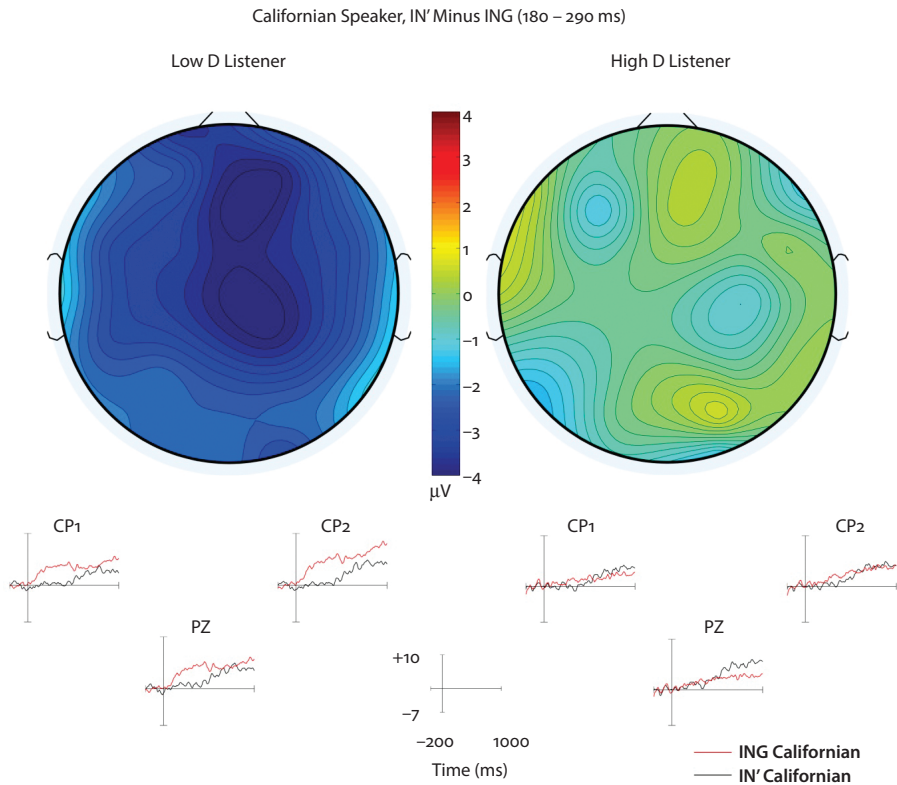 Californian Speaker, IN’ Minus ING (180 – 290 ms)
Low D Listener
High D Listener
4
3
2
1
0
−1
−2
−3
−4
µV
CP1
CP2
CP1
CP2
PZ
PZ
+10
−7
−200 1000
Time (ms)
ING Californian
IN’ Californian